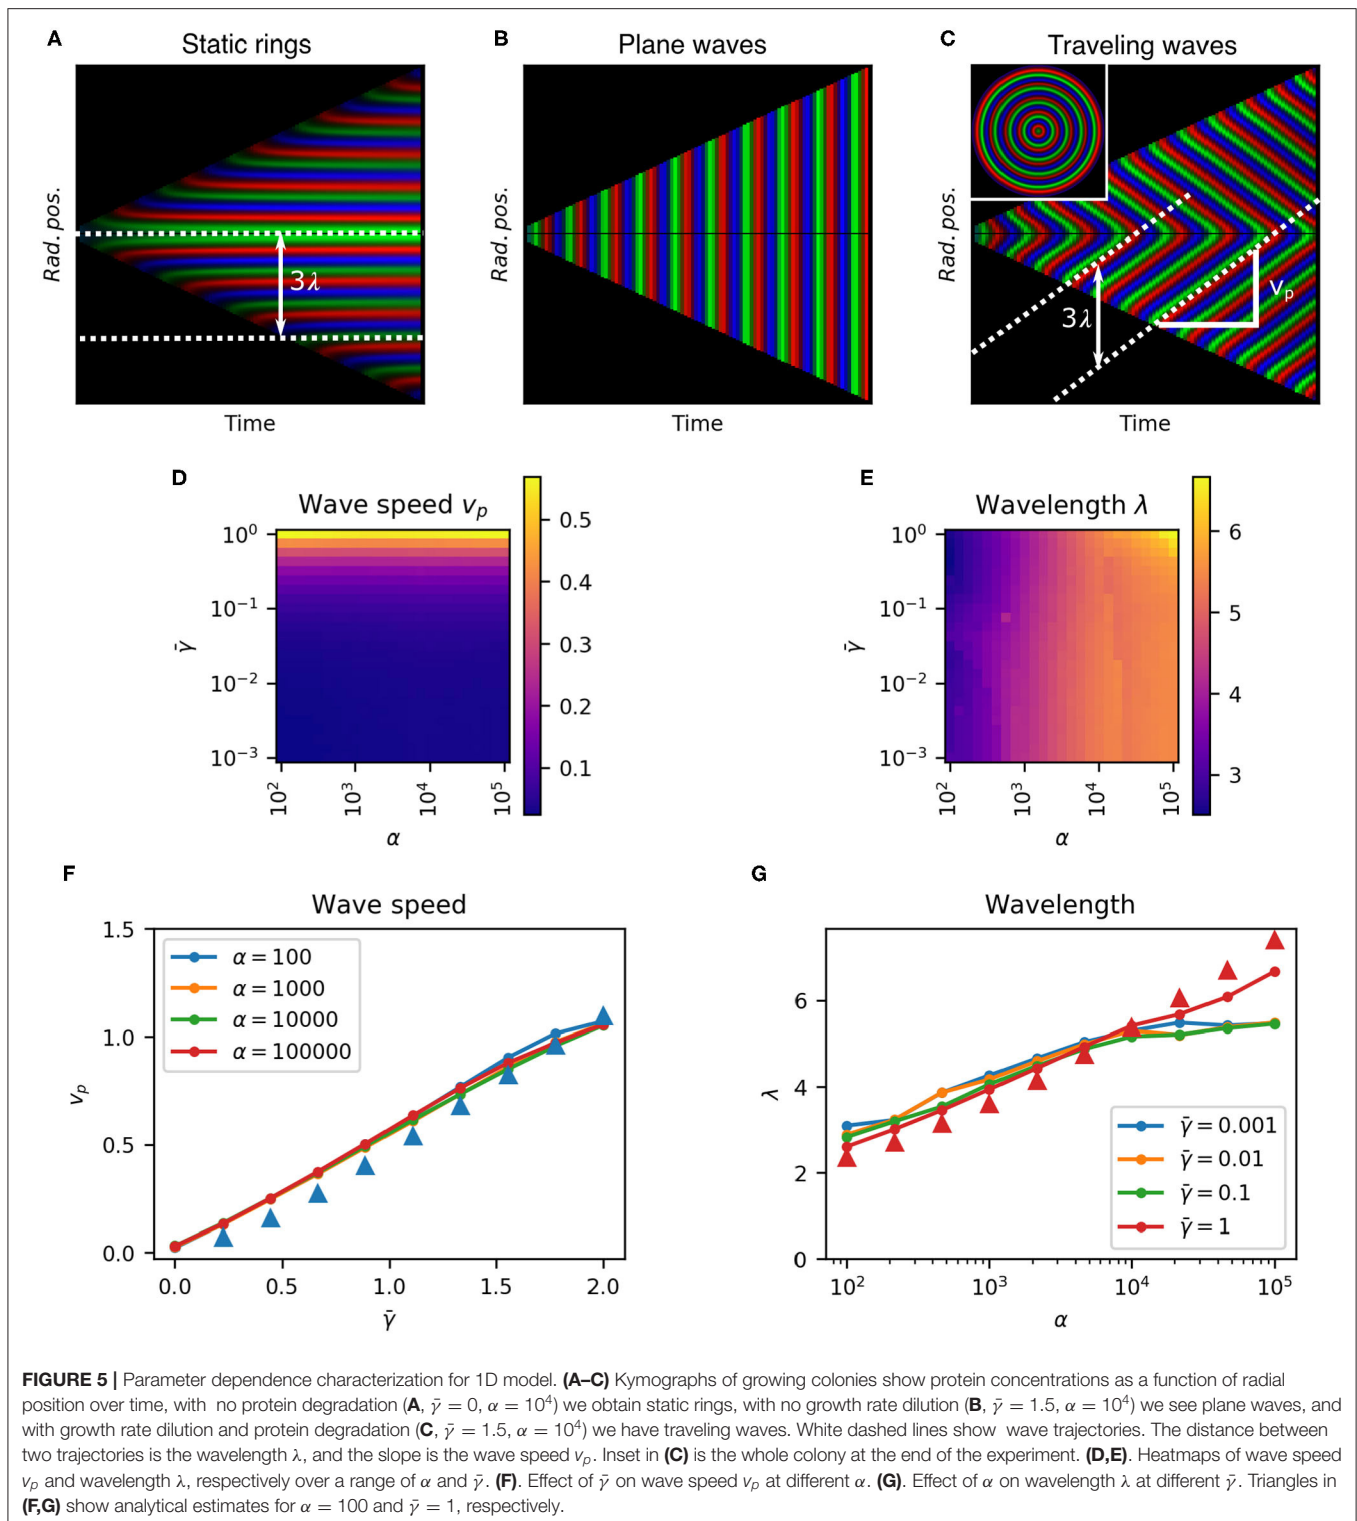 A
Static rings
Rad. pos.
3λ
Time
B
Plane waves
Rad. pos.
Time
C
Traveling waves
Rad. pos.
3λ
v_p
Time
D
Wave speed v_p
10^0
10^−1
10^−2
10^−3
γ̄
10^2
10^3
10^4
10^5
α
0.5
0.4
0.3
0.2
0.1
E
Wavelength λ
10^0
10^−1
10^−2
10^−3
γ̄
10^2
10^3
10^4
10^5
α
6
5
4
3
F
Wave speed
1.5
1.0
0.5
0.0
v_p
α = 100
α = 1000
α = 10000
α = 100000
0.0
0.5
1.0
1.5
2.0
γ̄
G
Wavelength
6
4
2
0
λ
γ̄ = 0.001
γ̄ = 0.01
γ̄ = 0.1
γ̄ = 1
10^2
10^3
10^4
10^5
α
FIGURE 5 | Parameter dependence characterization for 1D model. (A–C) Kymographs of growing colonies show protein concentrations as a function of radial
position over time, with no protein degradation (A, γ̄ = 0, α = 10^4) we obtain static rings, with no growth rate dilution (B, γ̄ = 1.5, α = 10^4) we see plane waves, and
with growth rate dilution and protein degradation (C, γ̄ = 1.5, α = 10^4) we have traveling waves. White dashed lines show wave trajectories. The distance between
two trajectories is the wavelength λ, and the slope is the wave speed v_p. Inset in (C) is the whole colony at the end of the experiment. (D,E). Heatmaps of wave speed
v_p and wavelength λ, respectively over a range of α and γ̄. (F). Effect of γ̄ on wave speed v_p at different α. (G). Effect of α on wavelength λ at different γ̄. Triangles in
(F,G) show analytical estimates for α = 100 and γ̄ = 1, respectively.